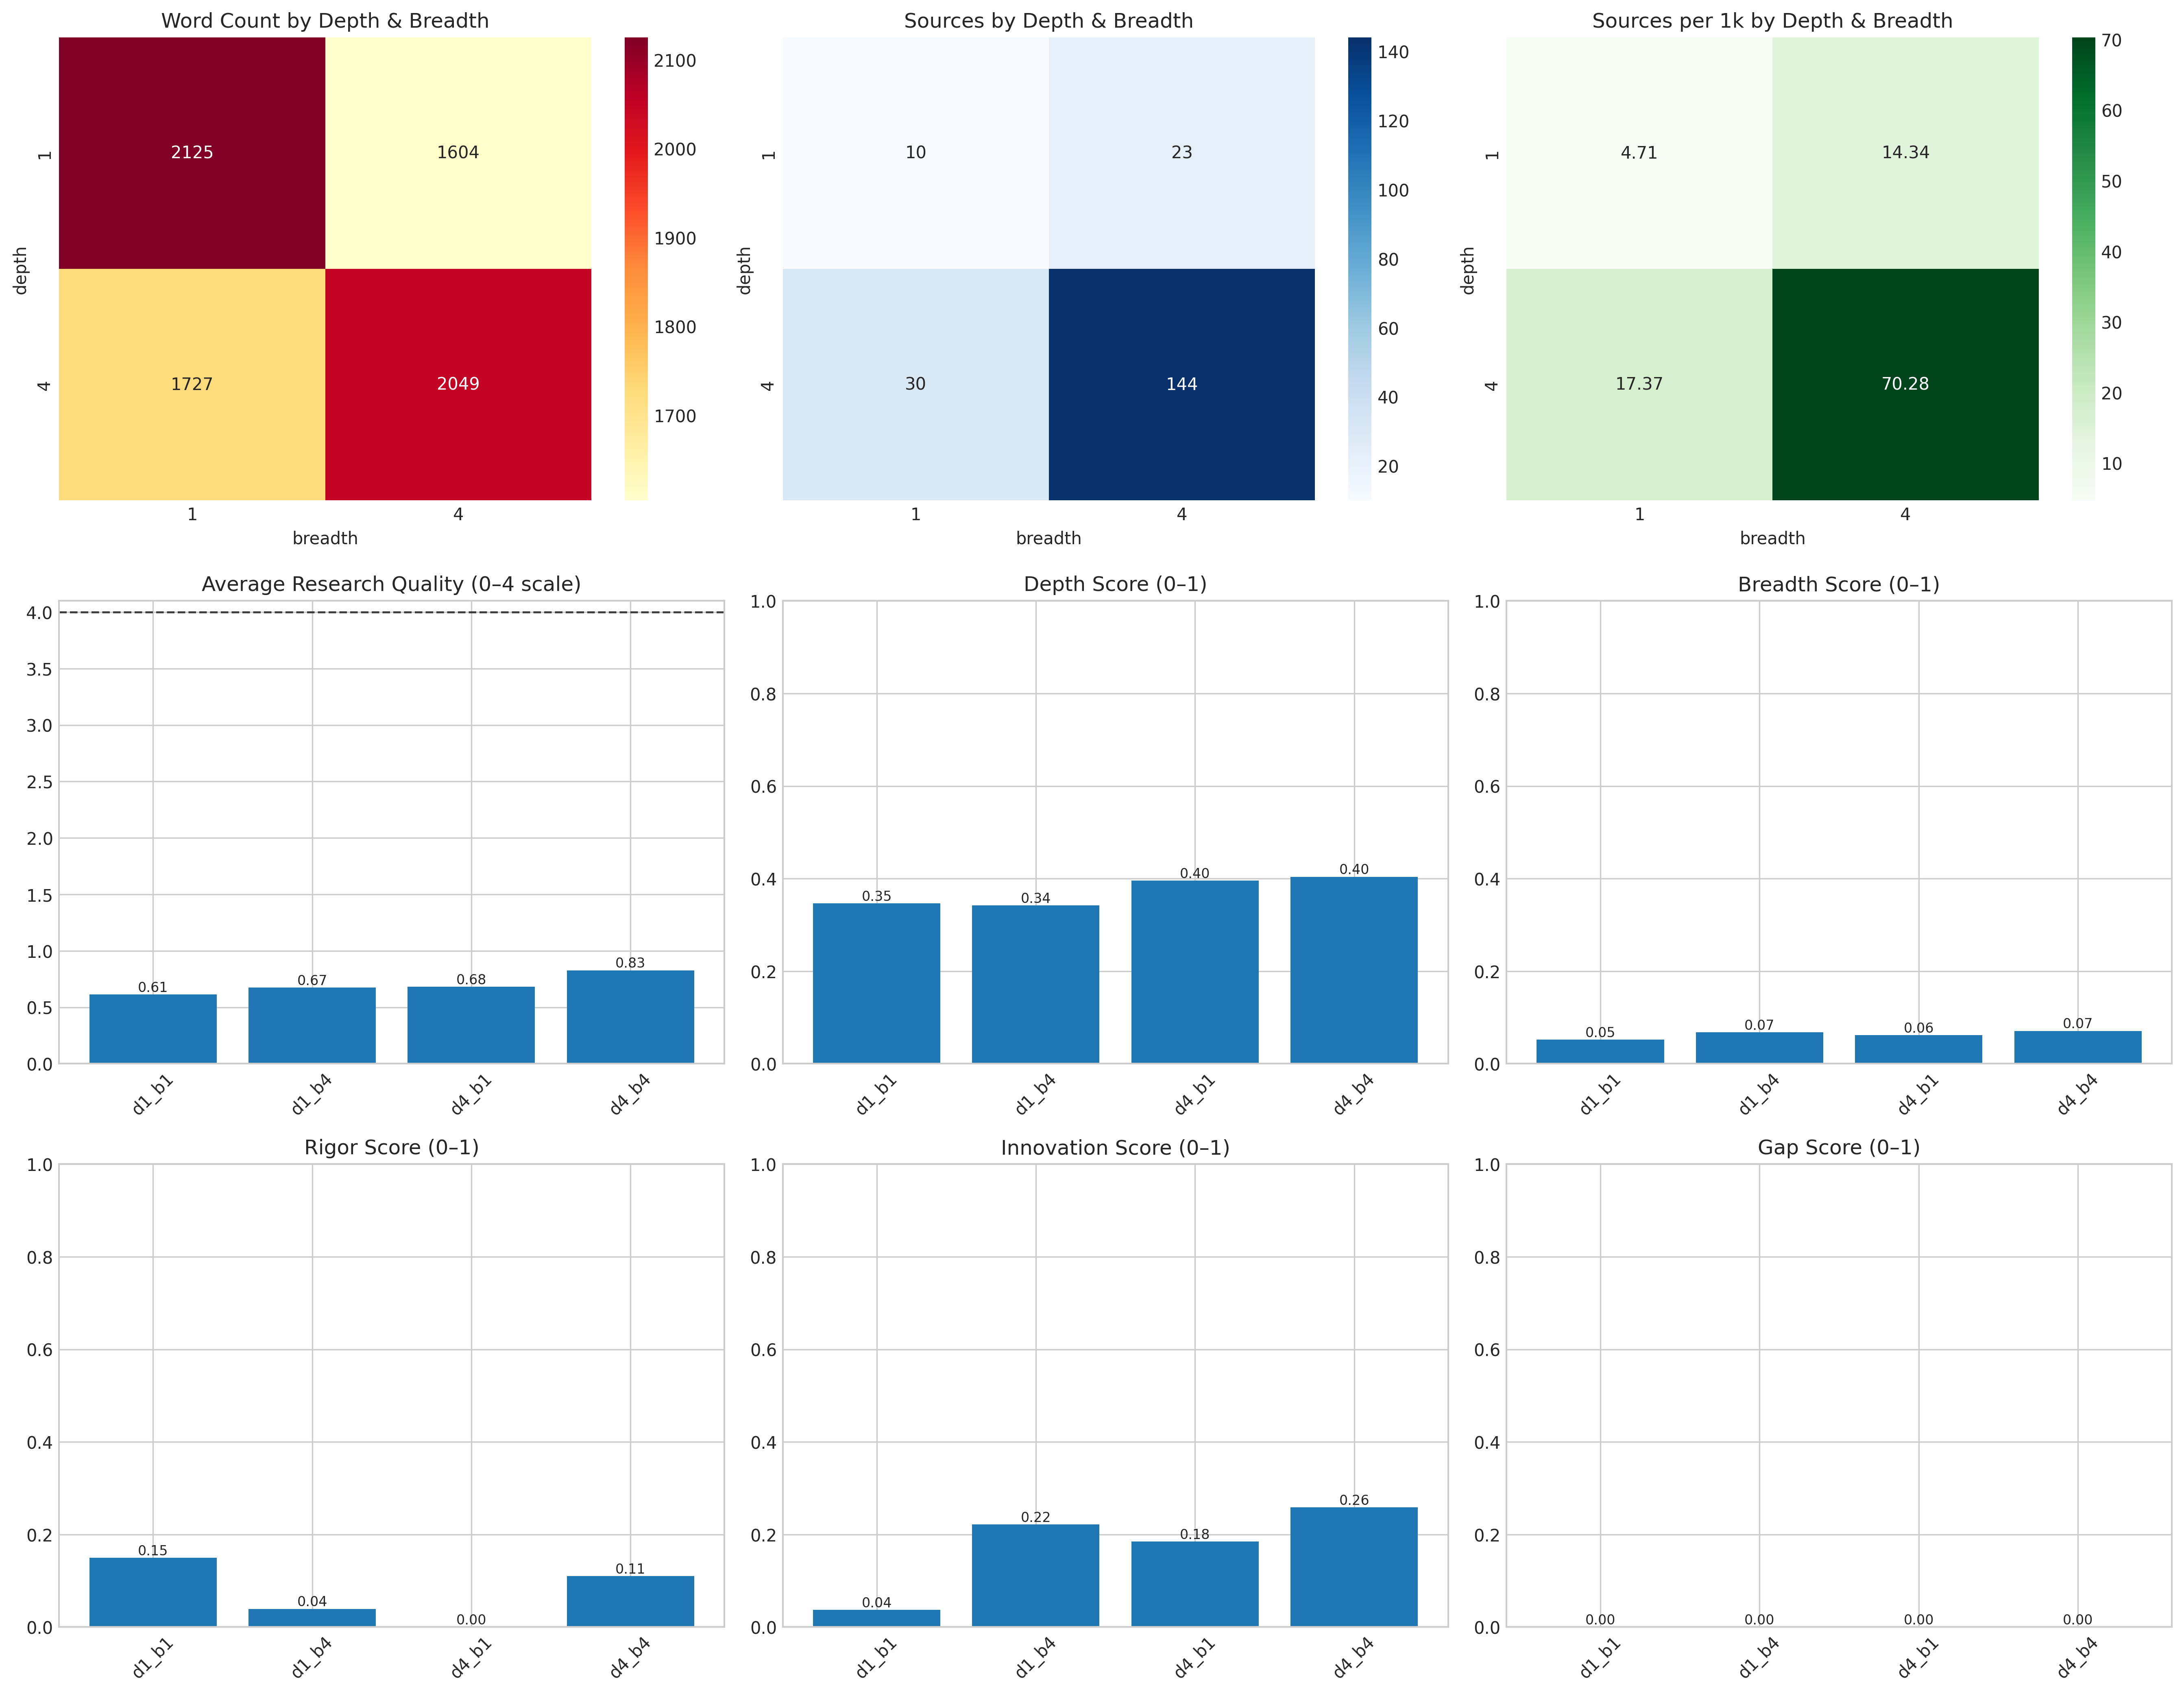 Word Count by Depth & Breadth
2125
1604
1727
2049
1
4
depth
1
4
breadth
2100
2000
1900
1800
1700
Sources by Depth & Breadth
10
23
30
144
1
4
depth
1
4
breadth
140
120
100
80
60
40
20
Sources per 1k by Depth & Breadth
4.71
14.34
17.37
70.28
1
4
depth
1
4
breadth
70
60
50
40
30
20
10
Average Research Quality (0–4 scale)
4.0
3.5
3.0
2.5
2.0
1.5
1.0
0.5
0.0
0.61
0.67
0.68
0.83
d1_b1
d1_b4
d4_b1
d4_b4
Depth Score (0–1)
1.0
0.8
0.6
0.4
0.2
0.0
0.35
0.34
0.40
0.40
d1_b1
d1_b4
d4_b1
d4_b4
Breadth Score (0–1)
1.0
0.8
0.6
0.4
0.2
0.0
0.05
0.07
0.06
0.07
d1_b1
d1_b4
d4_b1
d4_b4
Rigor Score (0–1)
1.0
0.8
0.6
0.4
0.2
0.0
0.15
0.04
0.00
0.11
d1_b1
d1_b4
d4_b1
d4_b4
Innovation Score (0–1)
1.0
0.8
0.6
0.4
0.2
0.0
0.04
0.22
0.18
0.26
d1_b1
d1_b4
d4_b1
d4_b4
Gap Score (0–1)
1.0
0.8
0.6
0.4
0.2
0.0
0.00
0.00
0.00
0.00
d1_b1
d1_b4
d4_b1
d4_b4